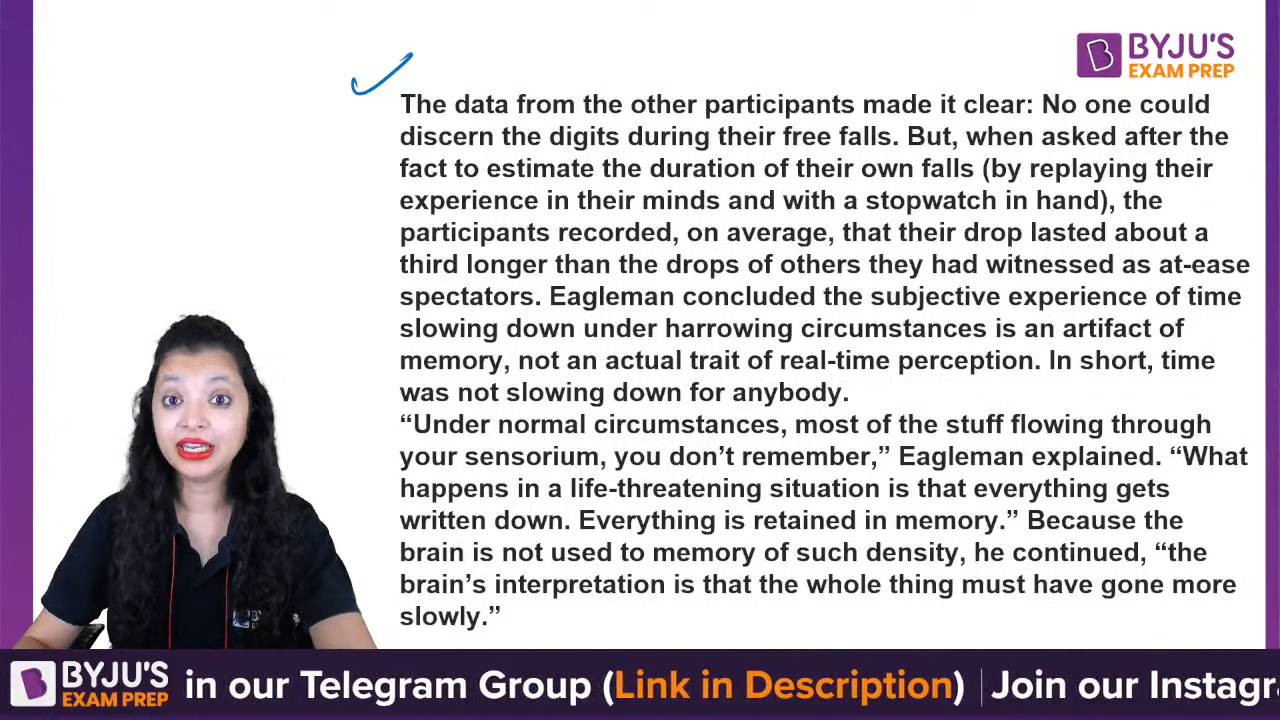 BYJU'S
EXAM PREP
The data from the other participants made it clear: No one could
discern the digits during their free falls. But, when asked after the
fact to estimate the duration of their own falls (by replaying their
experience in their minds and with a stopwatch in hand), the
participants recorded, on average, that their drop lasted about a
third longer than the drops of others they had witnessed as at-ease
spectators. Eagleman concluded the subjective experience of time
slowing down under harrowing circumstances is an artifact of
memory, not an actual trait of real-time perception. In short, time
was not slowing down for anybody.
“Under normal circumstances, most of the stuff flowing through
your sensorium, you don’t remember,” Eagleman explained. “What
happens in a life-threatening situation is that everything gets
written down. Everything is retained in memory.” Because the
brain is not used to memory of such density, he continued, “the
brain’s interpretation is that the whole thing must have gone more
slowly.”
BYJU'S
EXAM PREP
in our Telegram Group (Link in Description) | Join our